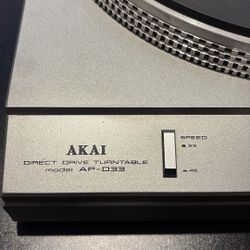 AKAI
SPEED
33
DIRECT DRIVE TURNTABLE
model AP-D33
45